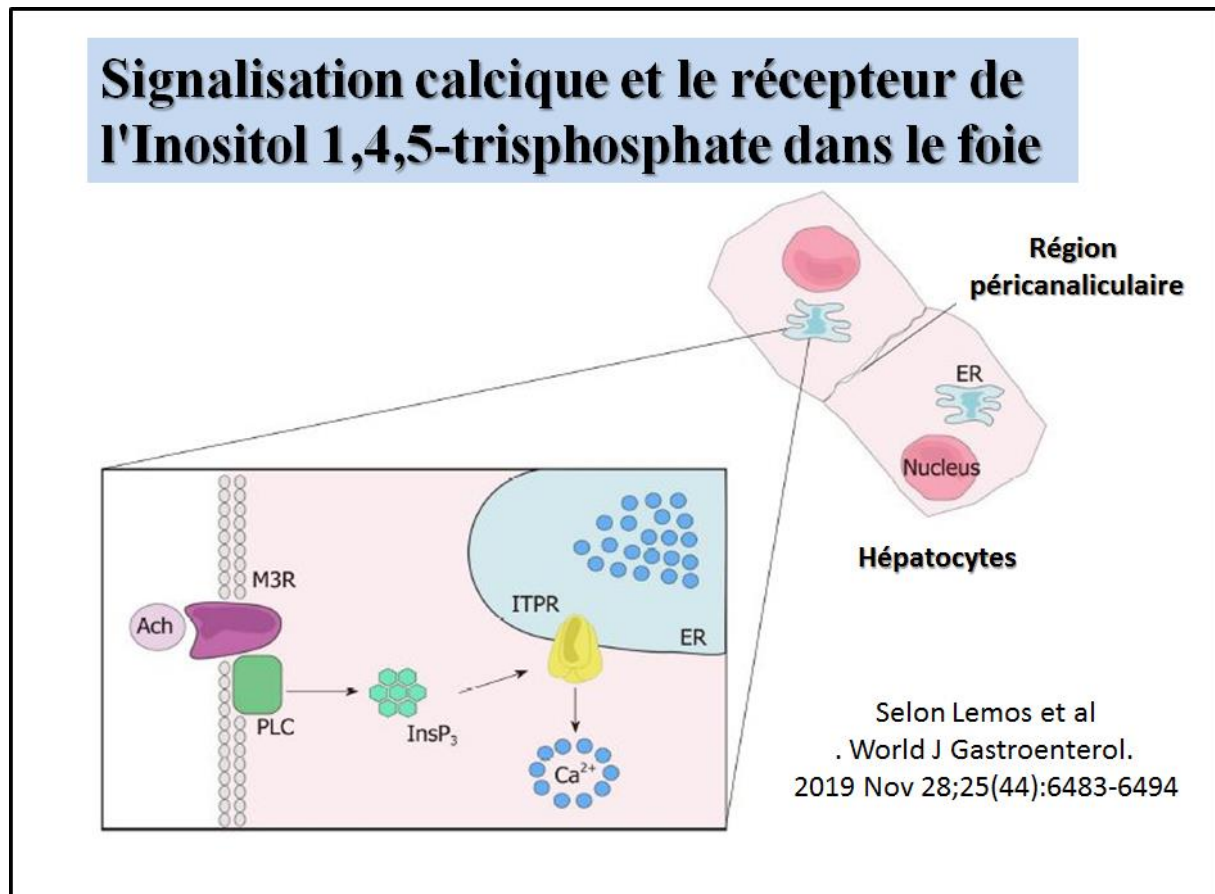 Signalisation calcique et le récepteur de
l'Inositol 1,4,5-trisphosphate dans le foie
Région
péricanaliculaire
ER
Nucleus
Hépatocytes
M3R
Ach
PLC
InsP₃
ITPR
ER
Ca²⁺
Selon Lemos et al
. World J Gastroenterol.
2019 Nov 28;25(44):6483-6494